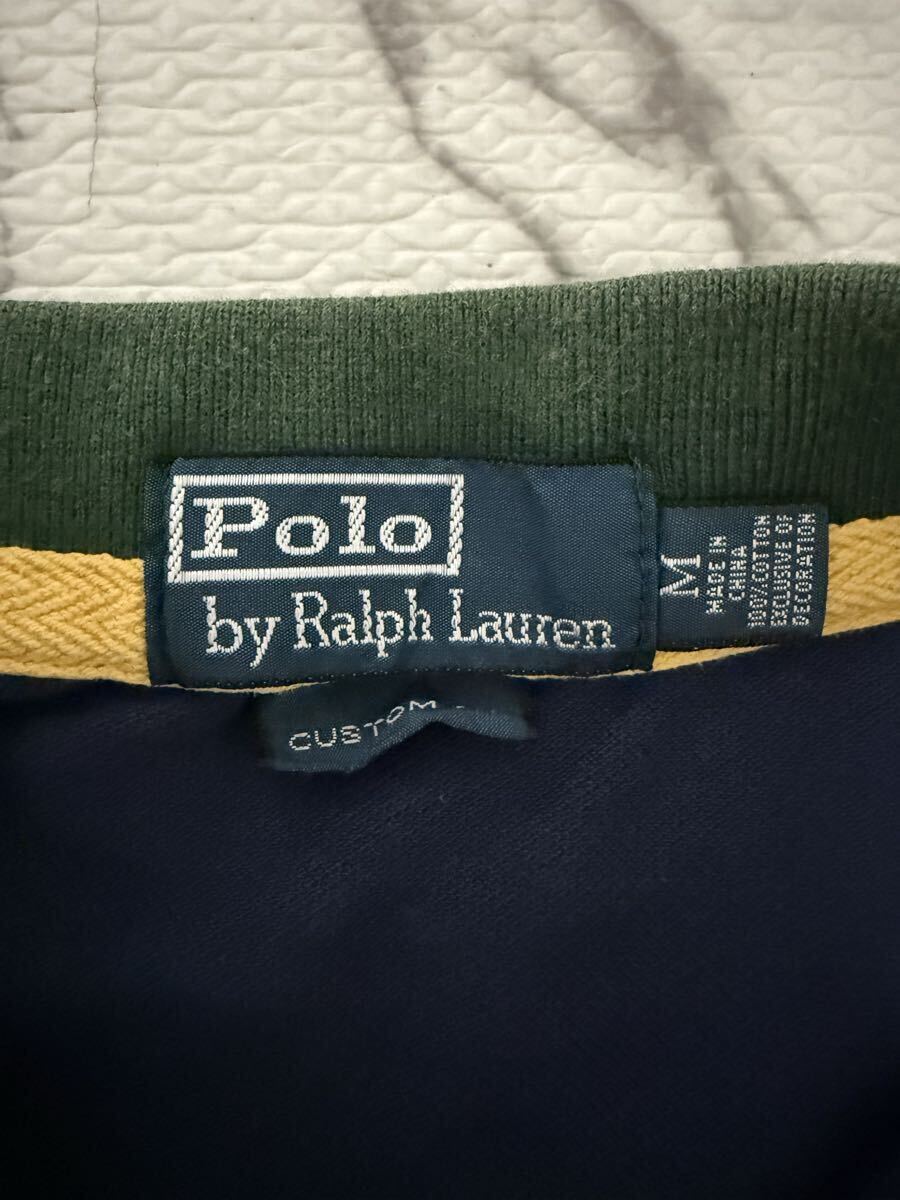 Polo
by Ralph Lauren
M
MADE IN
CHINA
100% COTTON
EXCLUSIVE OF
DECORATION
CUSTOM